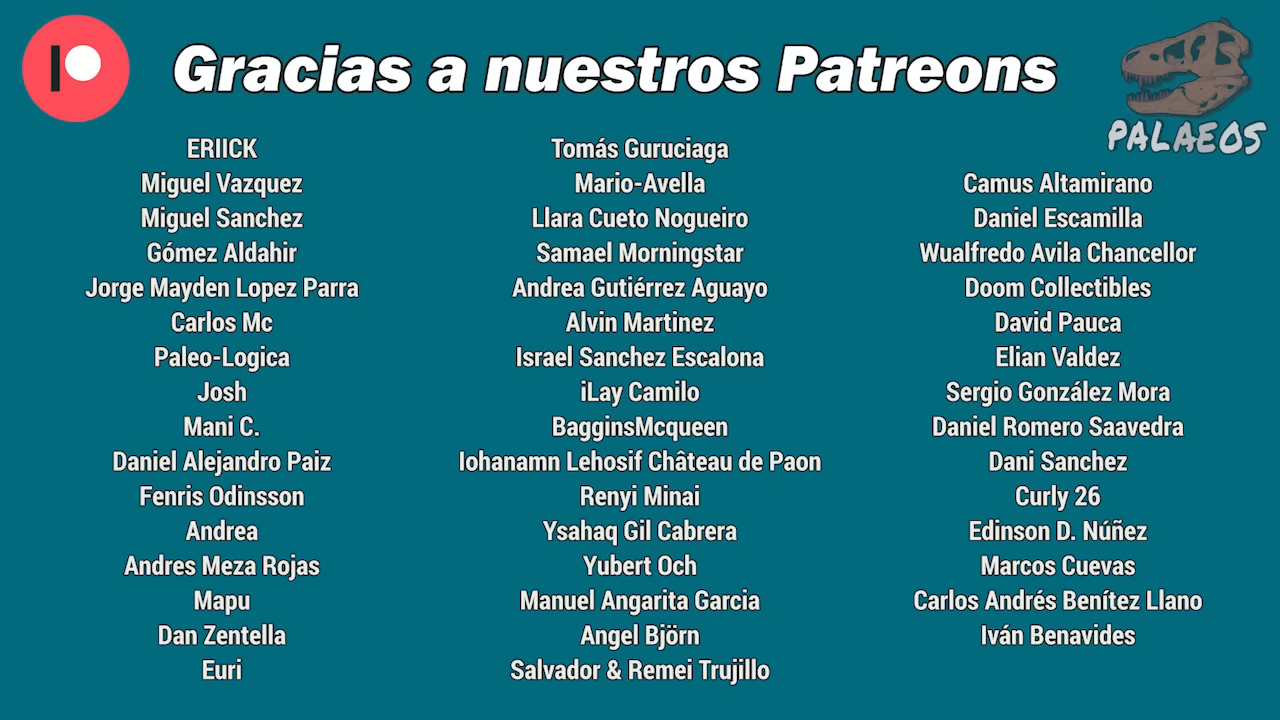 Gracias a nuestros Patreons
PALAEOS
ERIICK
Miguel Vazquez
Miguel Sanchez
Gómez Aldahir
Jorge Mayden Lopez Parra
Carlos Mc
Paleo-Logica
Josh
Mani C.
Daniel Alejandro Paiz
Fenris Odinsson
Andrea
Andres Meza Rojas
Mapu
Dan Zentella
Euri
Tomás Guruciaga
Mario-Avella
Llara Cueto Nogueiro
Samael Morningstar
Andrea Gutiérrez Aguayo
Alvin Martinez
Israel Sanchez Escalona
iLay Camilo
BagginsMcqueen
Iohanamn Lehosif Château de Paon
Renyi Minai
Ysahaq Gil Cabrera
Yubert Och
Manuel Angarita Garcia
Angel Björn
Salvador & Remei Trujillo
Camus Altamirano
Daniel Escamilla
Wualfredo Avila Chancellor
Doom Collectibles
David Pauca
Elian Valdez
Sergio González Mora
Daniel Romero Saavedra
Dani Sanchez
Curly 26
Edinson D. Núñez
Marcos Cuevas
Carlos Andrés Benítez Llano
Iván Benavides